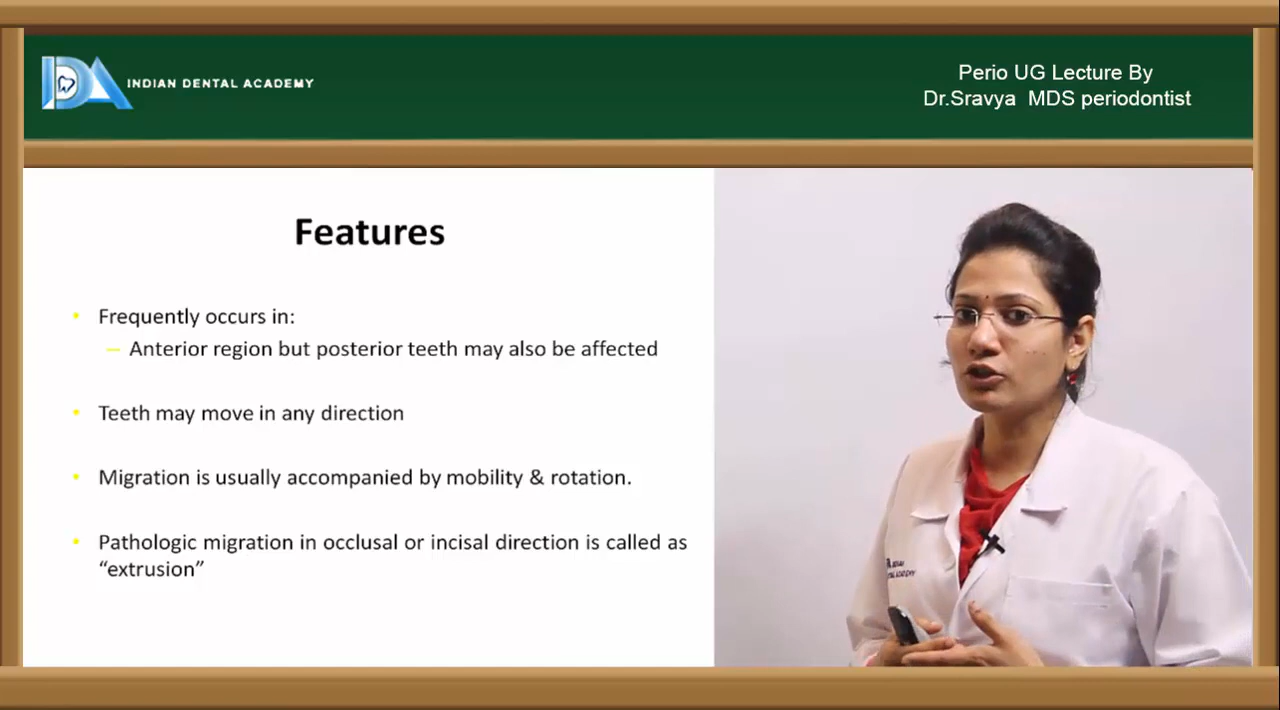 IDA
INDIAN DENTAL ACADEMY
Perio UG Lecture By
Dr.Sravya MDS periodontist
Features
• Frequently occurs in:
– Anterior region but posterior teeth may also be affected
• Teeth may move in any direction
• Migration is usually accompanied by mobility & rotation.
• Pathologic migration in occlusal or incisal direction is called as
“extrusion”